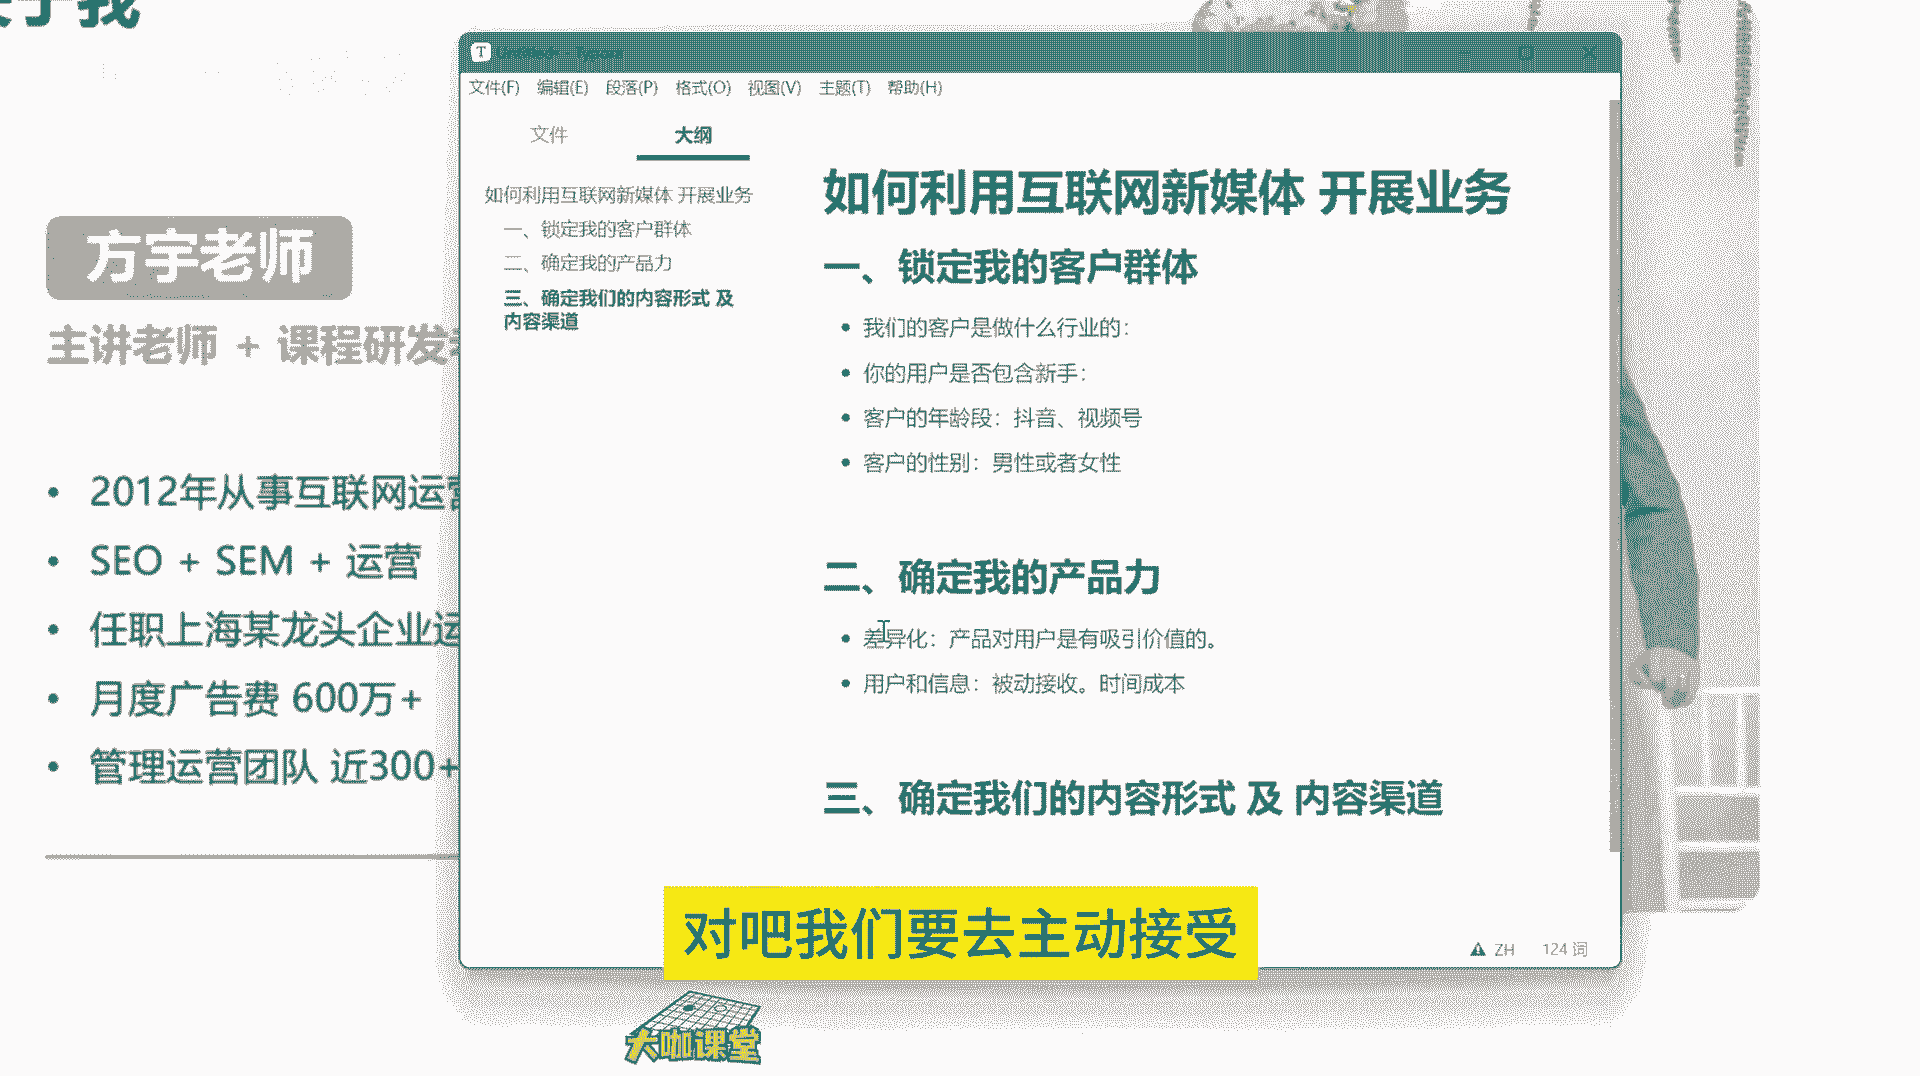 关于我
方宇老师
主讲老师 + 课程研发
2012年从事互联网运营
SEO + SEM + 运营
任职上海某龙头企业运
月度广告费 600万+
管理运营团队 近300+
文件(F) 编辑(E) 段落(P) 格式(O) 视图(V) 主题(T) 帮助(H)
文件 大纲
如何利用互联网新媒体 开展业务
一、锁定我的客户群体
二、确定我的产品力
三、确定我们的内容形式 及
内容渠道
如何利用互联网新媒体 开展业务
一、锁定我的客户群体
我们的客户是做什么行业的：
你的用户是否包含新手：
客户的年龄段：抖音、视频号
客户的性别：男性或者女性
二、确定我的产品力
差异化：产品对用户是有吸引价值的。
用户和信息：被动接收。时间成本
三、确定我们的内容形式 及 内容渠道
ZH 124 词
对吧我们要去主动接受
大咖课堂